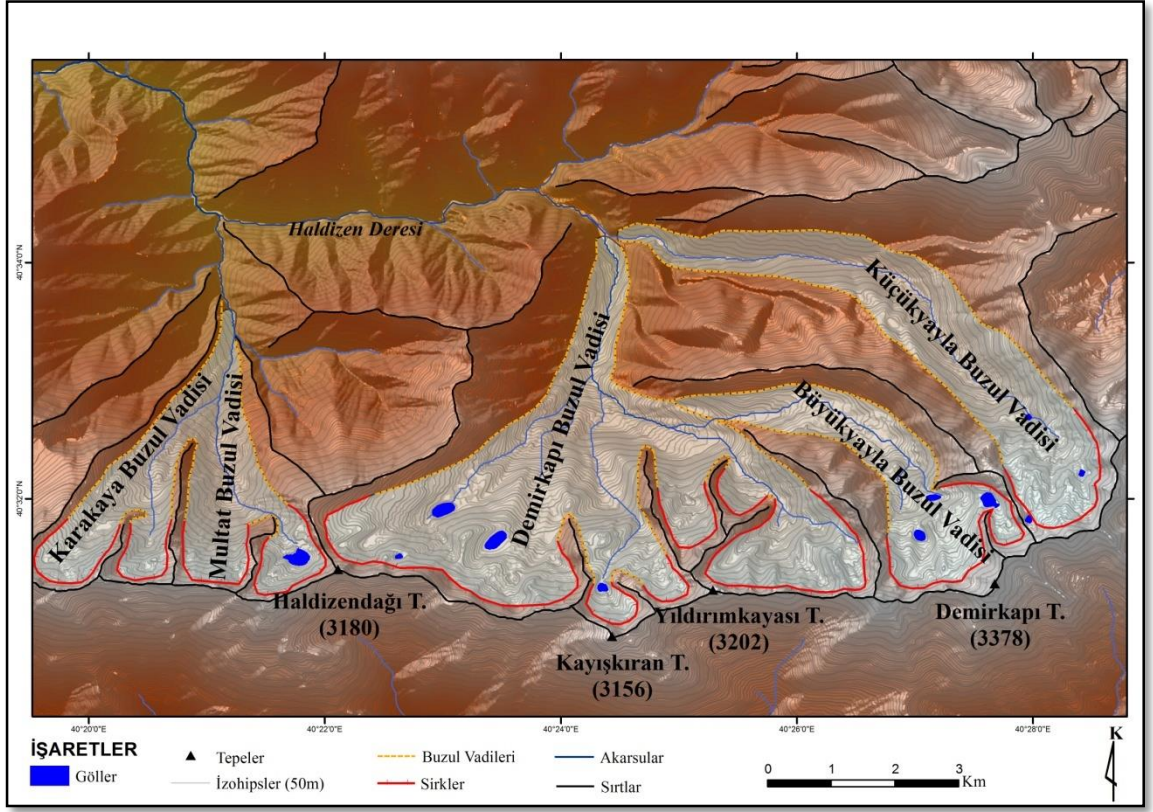 Haldizen Deresi
Küçükyayla Buzul Vadisi
Karakaya Buzul Vadisi
Multat Buzul Vadisi
Demirkapı Buzul Vadisi
Büyükyayla Buzul Vadisi
Haldizendağı T.
(3180)
Yıldırımkayası T.
(3202)
Demirkapı T.
(3378)
Kayışkıran T.
(3156)
40°34'0"N
40°32'0"N
40°20'0"E
40°22'0"E
40°24'0"E
40°26'0"E
40°28'0"E
İŞARETLER
Göller
Tepeler
İzohipsler (50m)
Buzul Vadileri
Sirkler
Akarsular
Sırtlar
0 1 2 3
Km
K